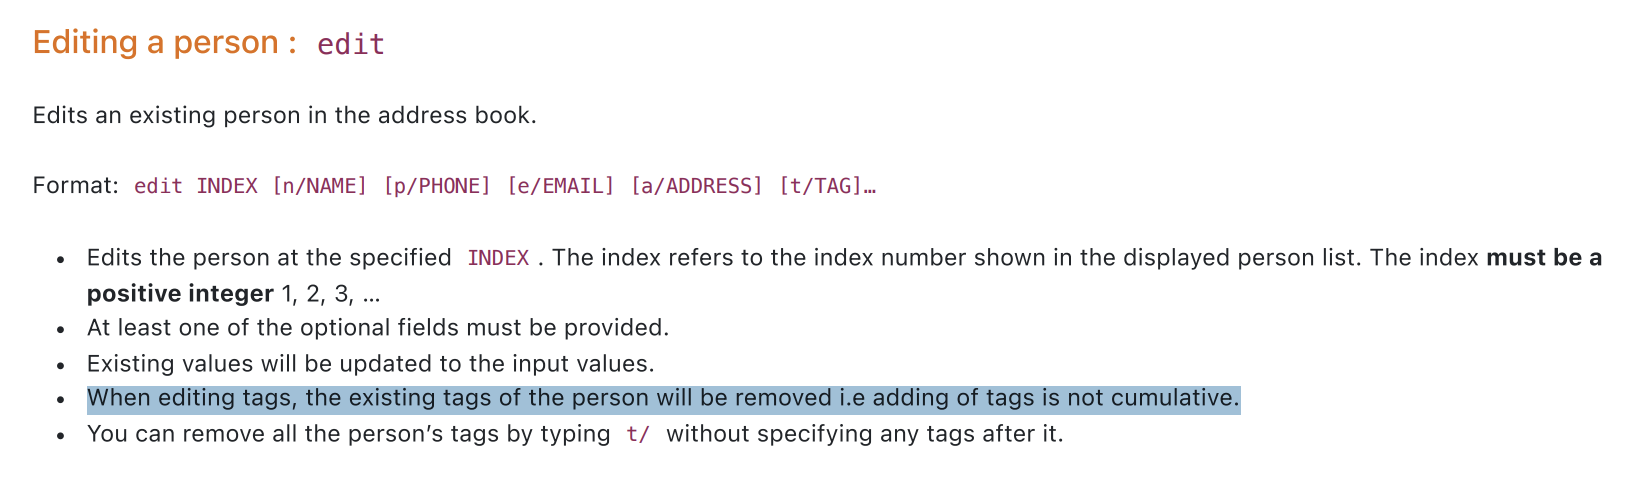 Editing a person : edit
Edits an existing person in the address book.
Format: edit INDEX [n/NAME] [p/PHONE] [e/EMAIL] [a/ADDRESS] [t/TAG]…
• Edits the person at the specified INDEX . The index refers to the index number shown in the displayed person list. The index must be a
positive integer 1, 2, 3, …
• At least one of the optional fields must be provided.
• Existing values will be updated to the input values.
• When editing tags, the existing tags of the person will be removed i.e adding of tags is not cumulative.
• You can remove all the person’s tags by typing t/ without specifying any tags after it.